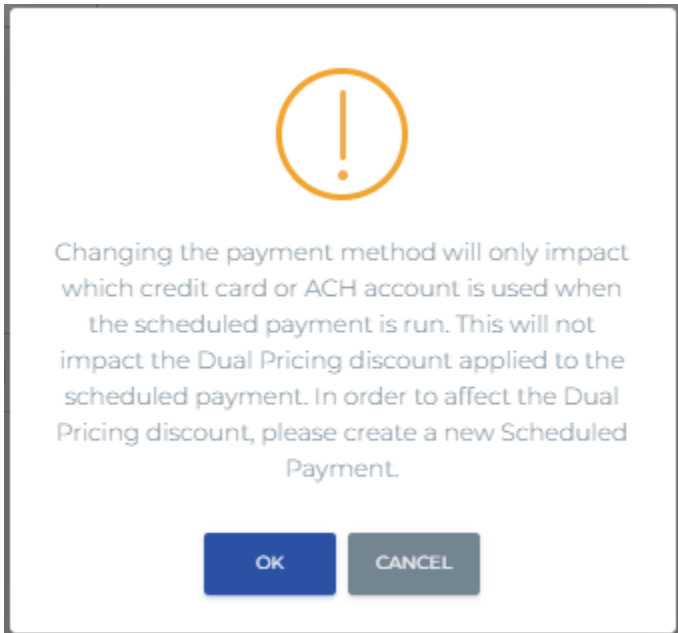 Changing the payment method will only impact
which credit card or ACH account is used when
the scheduled payment is run. This will not
impact the Dual Pricing discount applied to the
scheduled payment. In order to affect the Dual
Pricing discount, please create a new Scheduled
Payment.
OK CANCEL